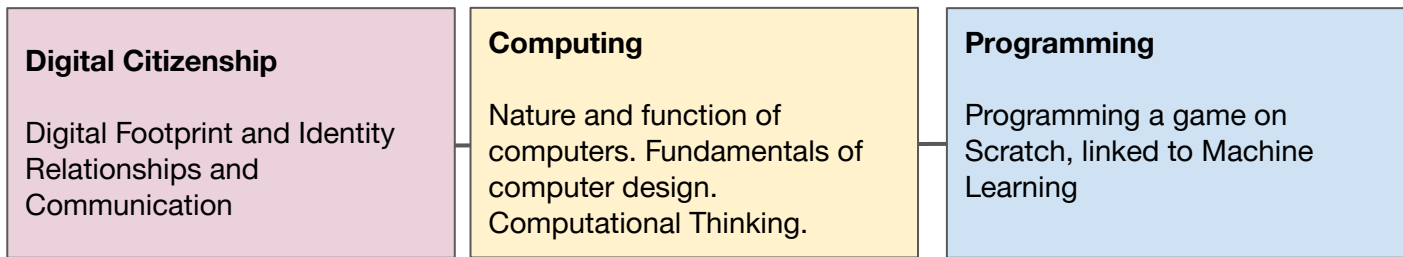 Digital Citizenship
Digital Footprint and Identity
Relationships and
Communication
Computing
Nature and function of
computers. Fundamentals of
computer design.
Computational Thinking.
Programming
Programming a game on
Scratch, linked to Machine
Learning